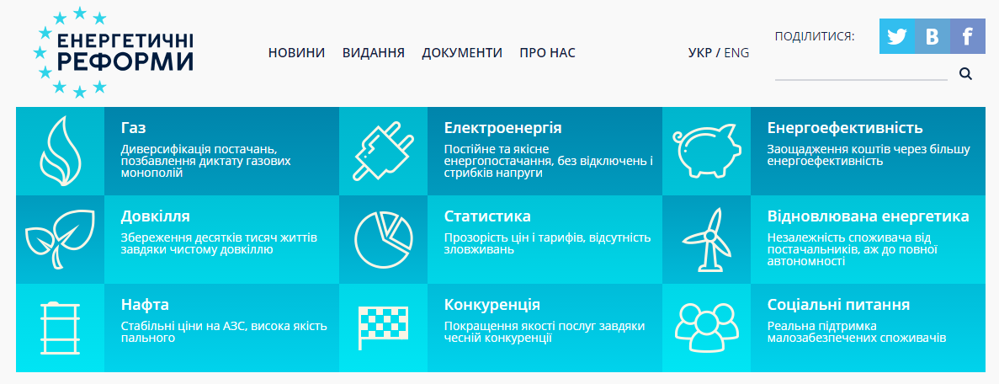 ЕНЕРГЕТИЧНІ
РЕФОРМИ
НОВИНИ ВИДАННЯ ДОКУМЕНТИ ПРО НАС
УКР / ENG
ПОДІЛИТИСЯ:
B f
Газ
Диверсифікація постачань,
позбавлення диктату газових
монополій
Електроенергія
Постійне та якісне
енергопостачання, без відключень і
стрибків напруги
Енергоефективність
Заощадження коштів через більшу
енергоефективність
Довкілля
Збереження десятків тисяч життів
завдяки чистому довкіллю
Статистика
Прозорість цін і тарифів, відсутність
зловживань
Відновлювана енергетика
Незалежність споживача від
постачальників, аж до повної
автономності
Нафта
Стабільні ціни на АЗС, висока якість
пального
Конкуренція
Покращення якості послуг завдяки
чесній конкуренції
Соціальні питання
Реальна підтримка
малозабезпечених споживачів